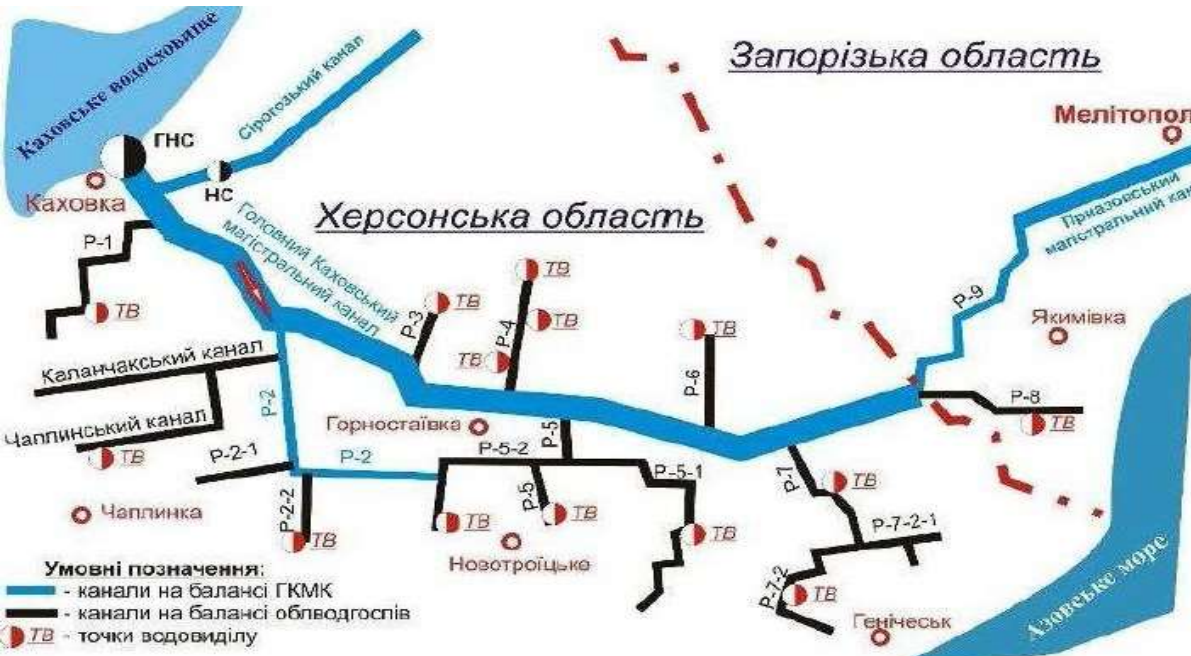 Каховське водосховище
Сірогозький канал
Запорізька область
Мелітопол
ГНС
НС
Каховка
Приазовський
магістральний кан
Херсонська область
Головний Каховський
магістральний канал
Р-1
ТВ
Р-3
ТВ
Р-4
ТВ
ТВ
ТВ
Р-6
ТВ
Р-9
Якимівка
Каланчакський канал
Р-2
Чаплинський канал
ТВ
Р-2-1
Р-2
Горностаївка
Р-5
Р-5-2
Р-5-1
Р-5
Р-7
Р-8
ТВ
ТВ
Чаплинка
Р-2-2
ТВ
ТВ
ТВ
ТВ
Новотроїцьке
Р-7-2-1
Р-7-2
ТВ
Генічеськ
Азовське море
Умовні позначення:
- канали на балансі ГКМК
- канали на балансі облводгоспів
ТВ - точки водовиділу